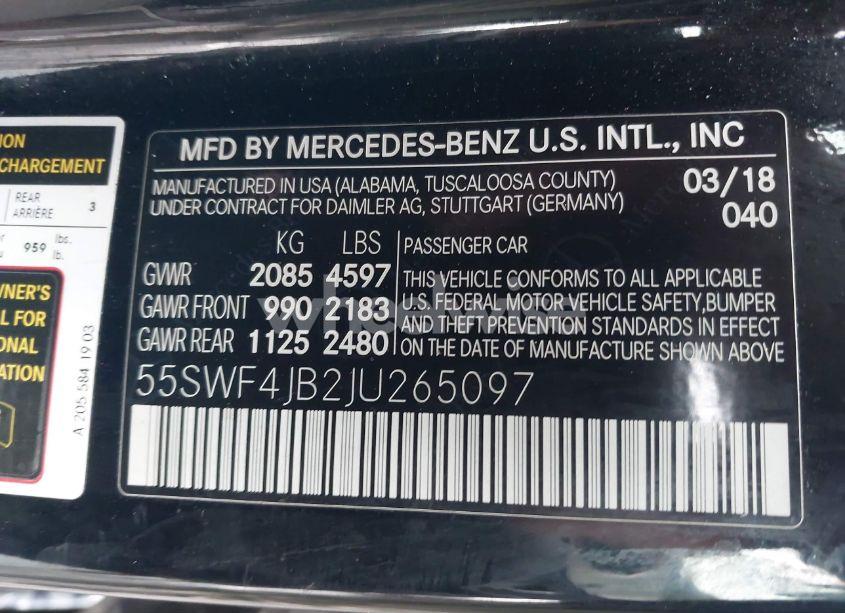 ION
CHARGEMENT
REAR
ARRIÈRE 3
959 lbs.
lb.
WNER'S
L FOR
ONAL
ATION
A 205 584 19 03
MFD BY MERCEDES-BENZ U.S. INTL., INC
MANUFACTURED IN USA (ALABAMA, TUSCALOOSA COUNTY) 03/18
UNDER CONTRACT FOR DAIMLER AG, STUTTGART (GERMANY) 040
KG LBS PASSENGER CAR
GVWR 2085 4597 THIS VEHICLE CONFORMS TO ALL APPLICABLE
GAWR FRONT 990 2183 U.S. FEDERAL MOTOR VEHICLE SAFETY, BUMPER
AND THEFT PREVENTION STANDARDS IN EFFECT
GAWR REAR 1125 2480 ON THE DATE OF MANUFACTURE SHOWN ABOVE
55SWF4JB2JU265097